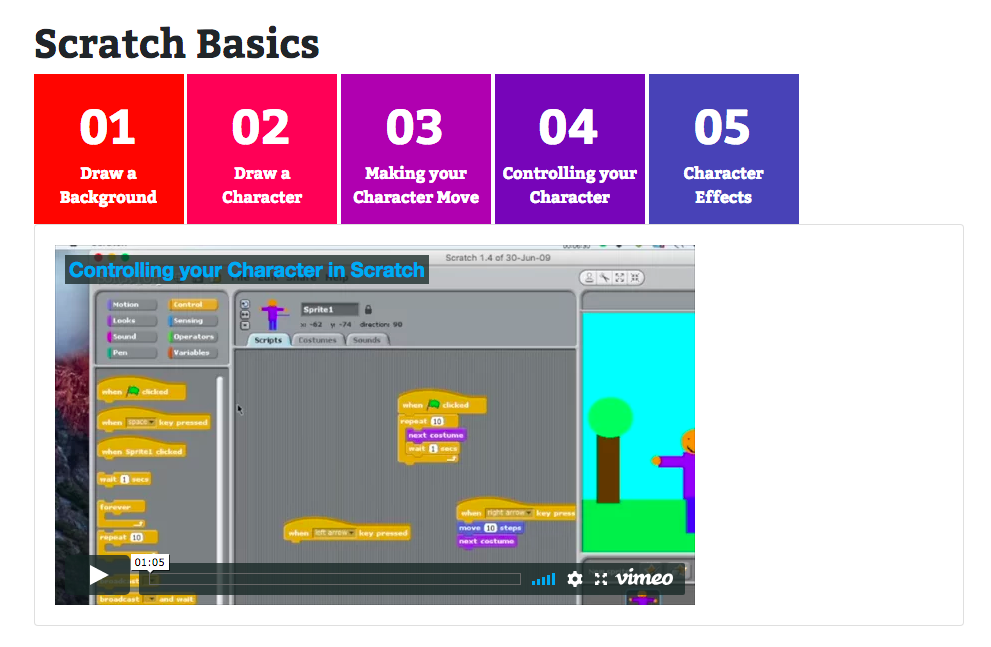 Scratch Basics
01
Draw a
Background
02
Draw a
Character
03
Making your
Character Move
04
Controlling your
Character
05
Character
Effects
Scratch 1.4 of 30-Jun-09
Controlling your Character in Scratch
Motion
Control
Looks
Sensing
Sound
Operators
Pen
Variables
Sprite1
x: -62 y: -74 direction: 90
Scripts
Costumes
Sounds
when clicked
when space key pressed
when Sprite1 clicked
wait 1 secs
forever
repeat 10
broadcast and wait
when clicked
repeat 10
next costume
wait 1 secs
when left arrow key pressed
when right arrow key press
move 10 steps
next costume
01:05
vimeo